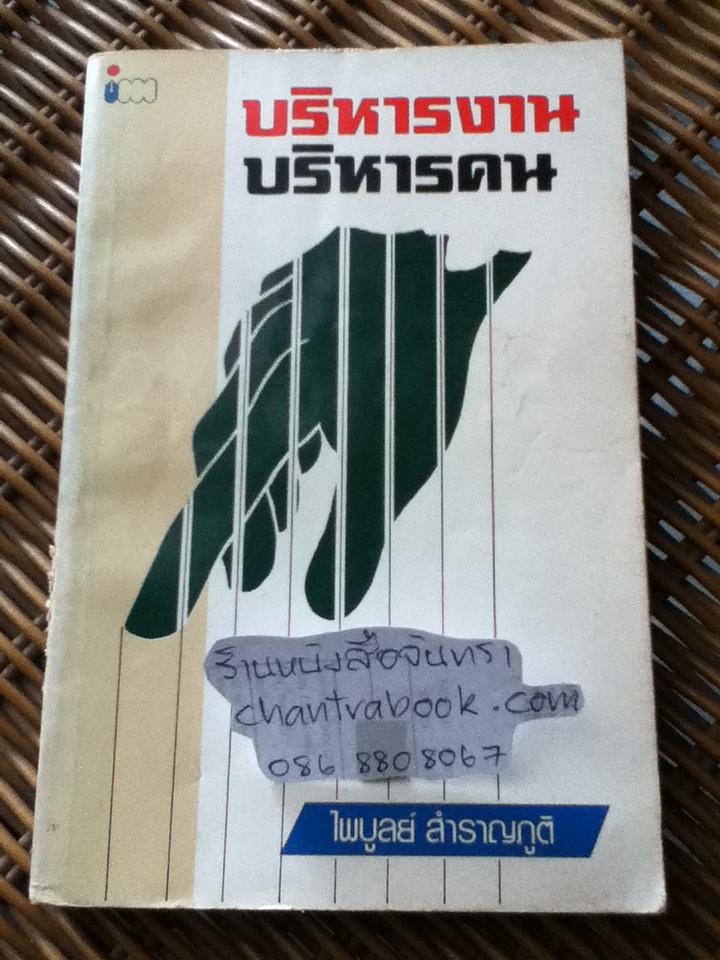 บริหารงาน
บริหารคน
ร้านหนังสือจันทรา
chantrabook.com
086 880 8067
ไพบูลย์ สำราญภูติ